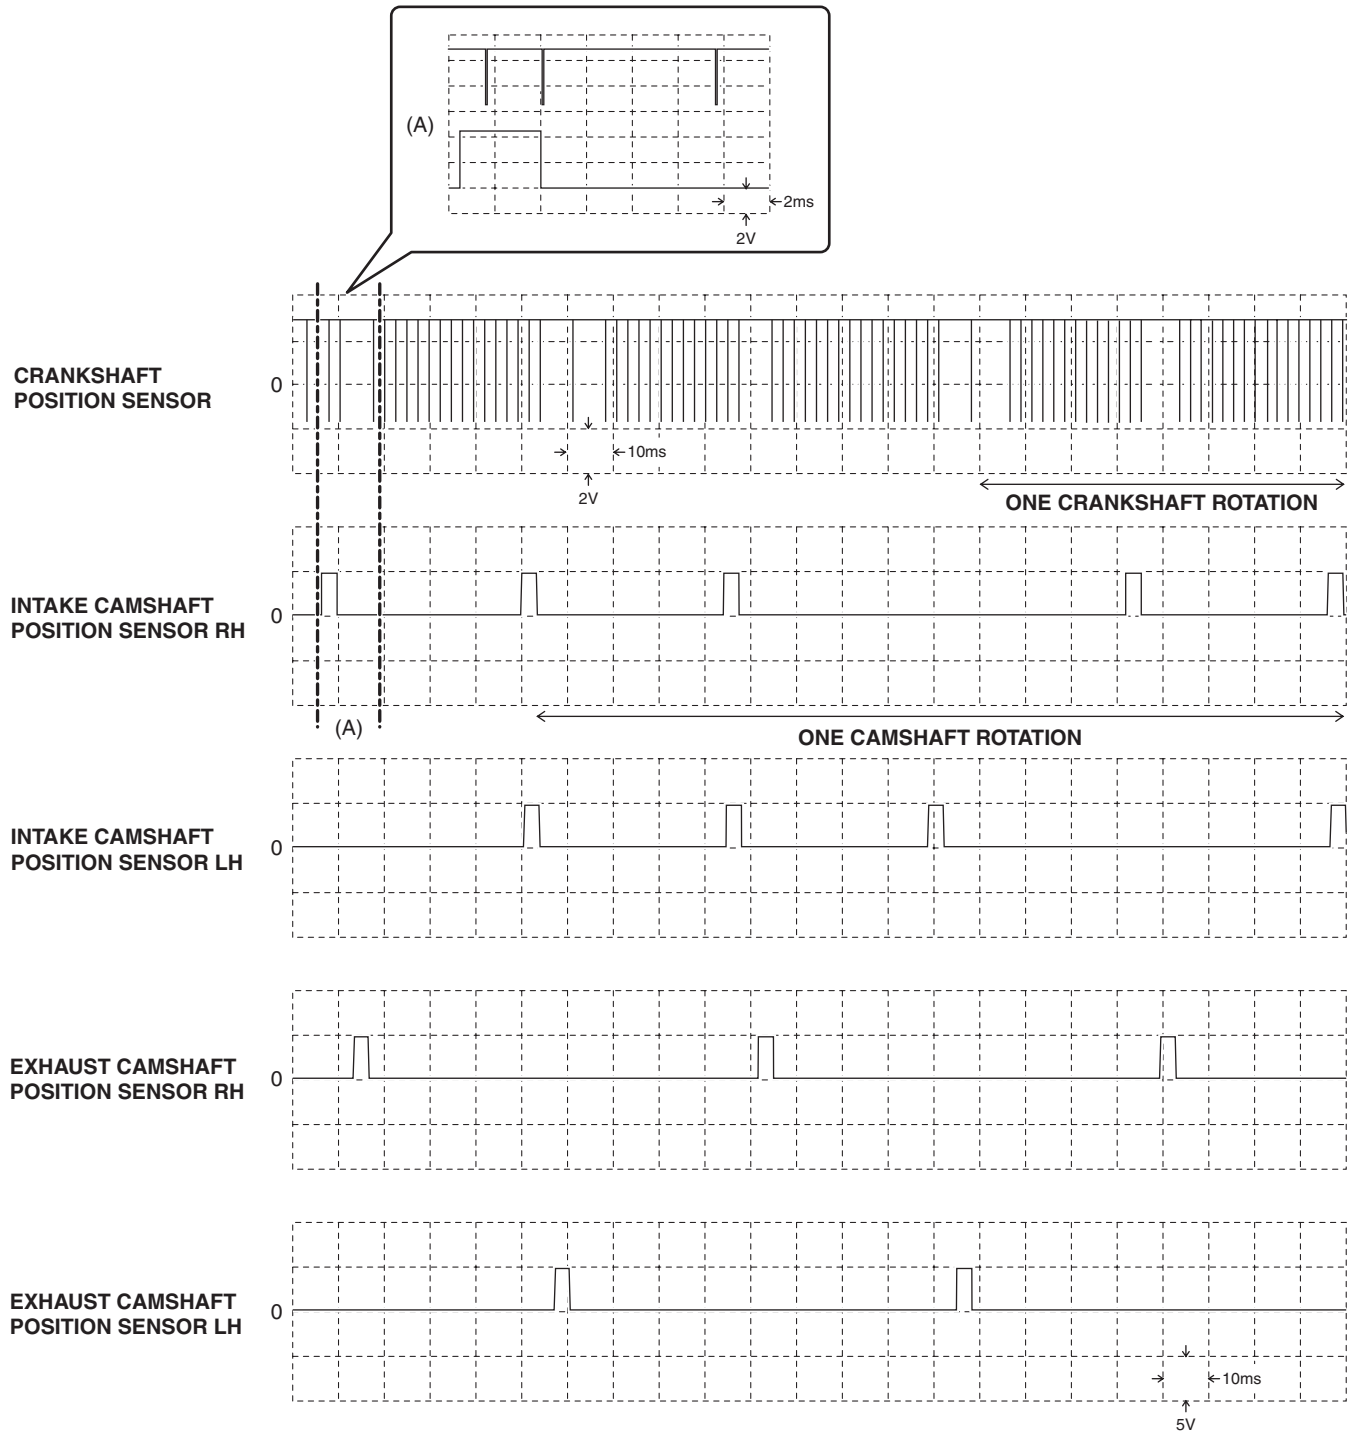 (A)
2ms
2V
CRANKSHAFT
POSITION SENSOR
0
10ms
2V
ONE CRANKSHAFT ROTATION
INTAKE CAMSHAFT
POSITION SENSOR RH
0
(A)
ONE CAMSHAFT ROTATION
INTAKE CAMSHAFT
POSITION SENSOR LH
0
EXHAUST CAMSHAFT
POSITION SENSOR RH
0
EXHAUST CAMSHAFT
POSITION SENSOR LH
0
10ms
5V